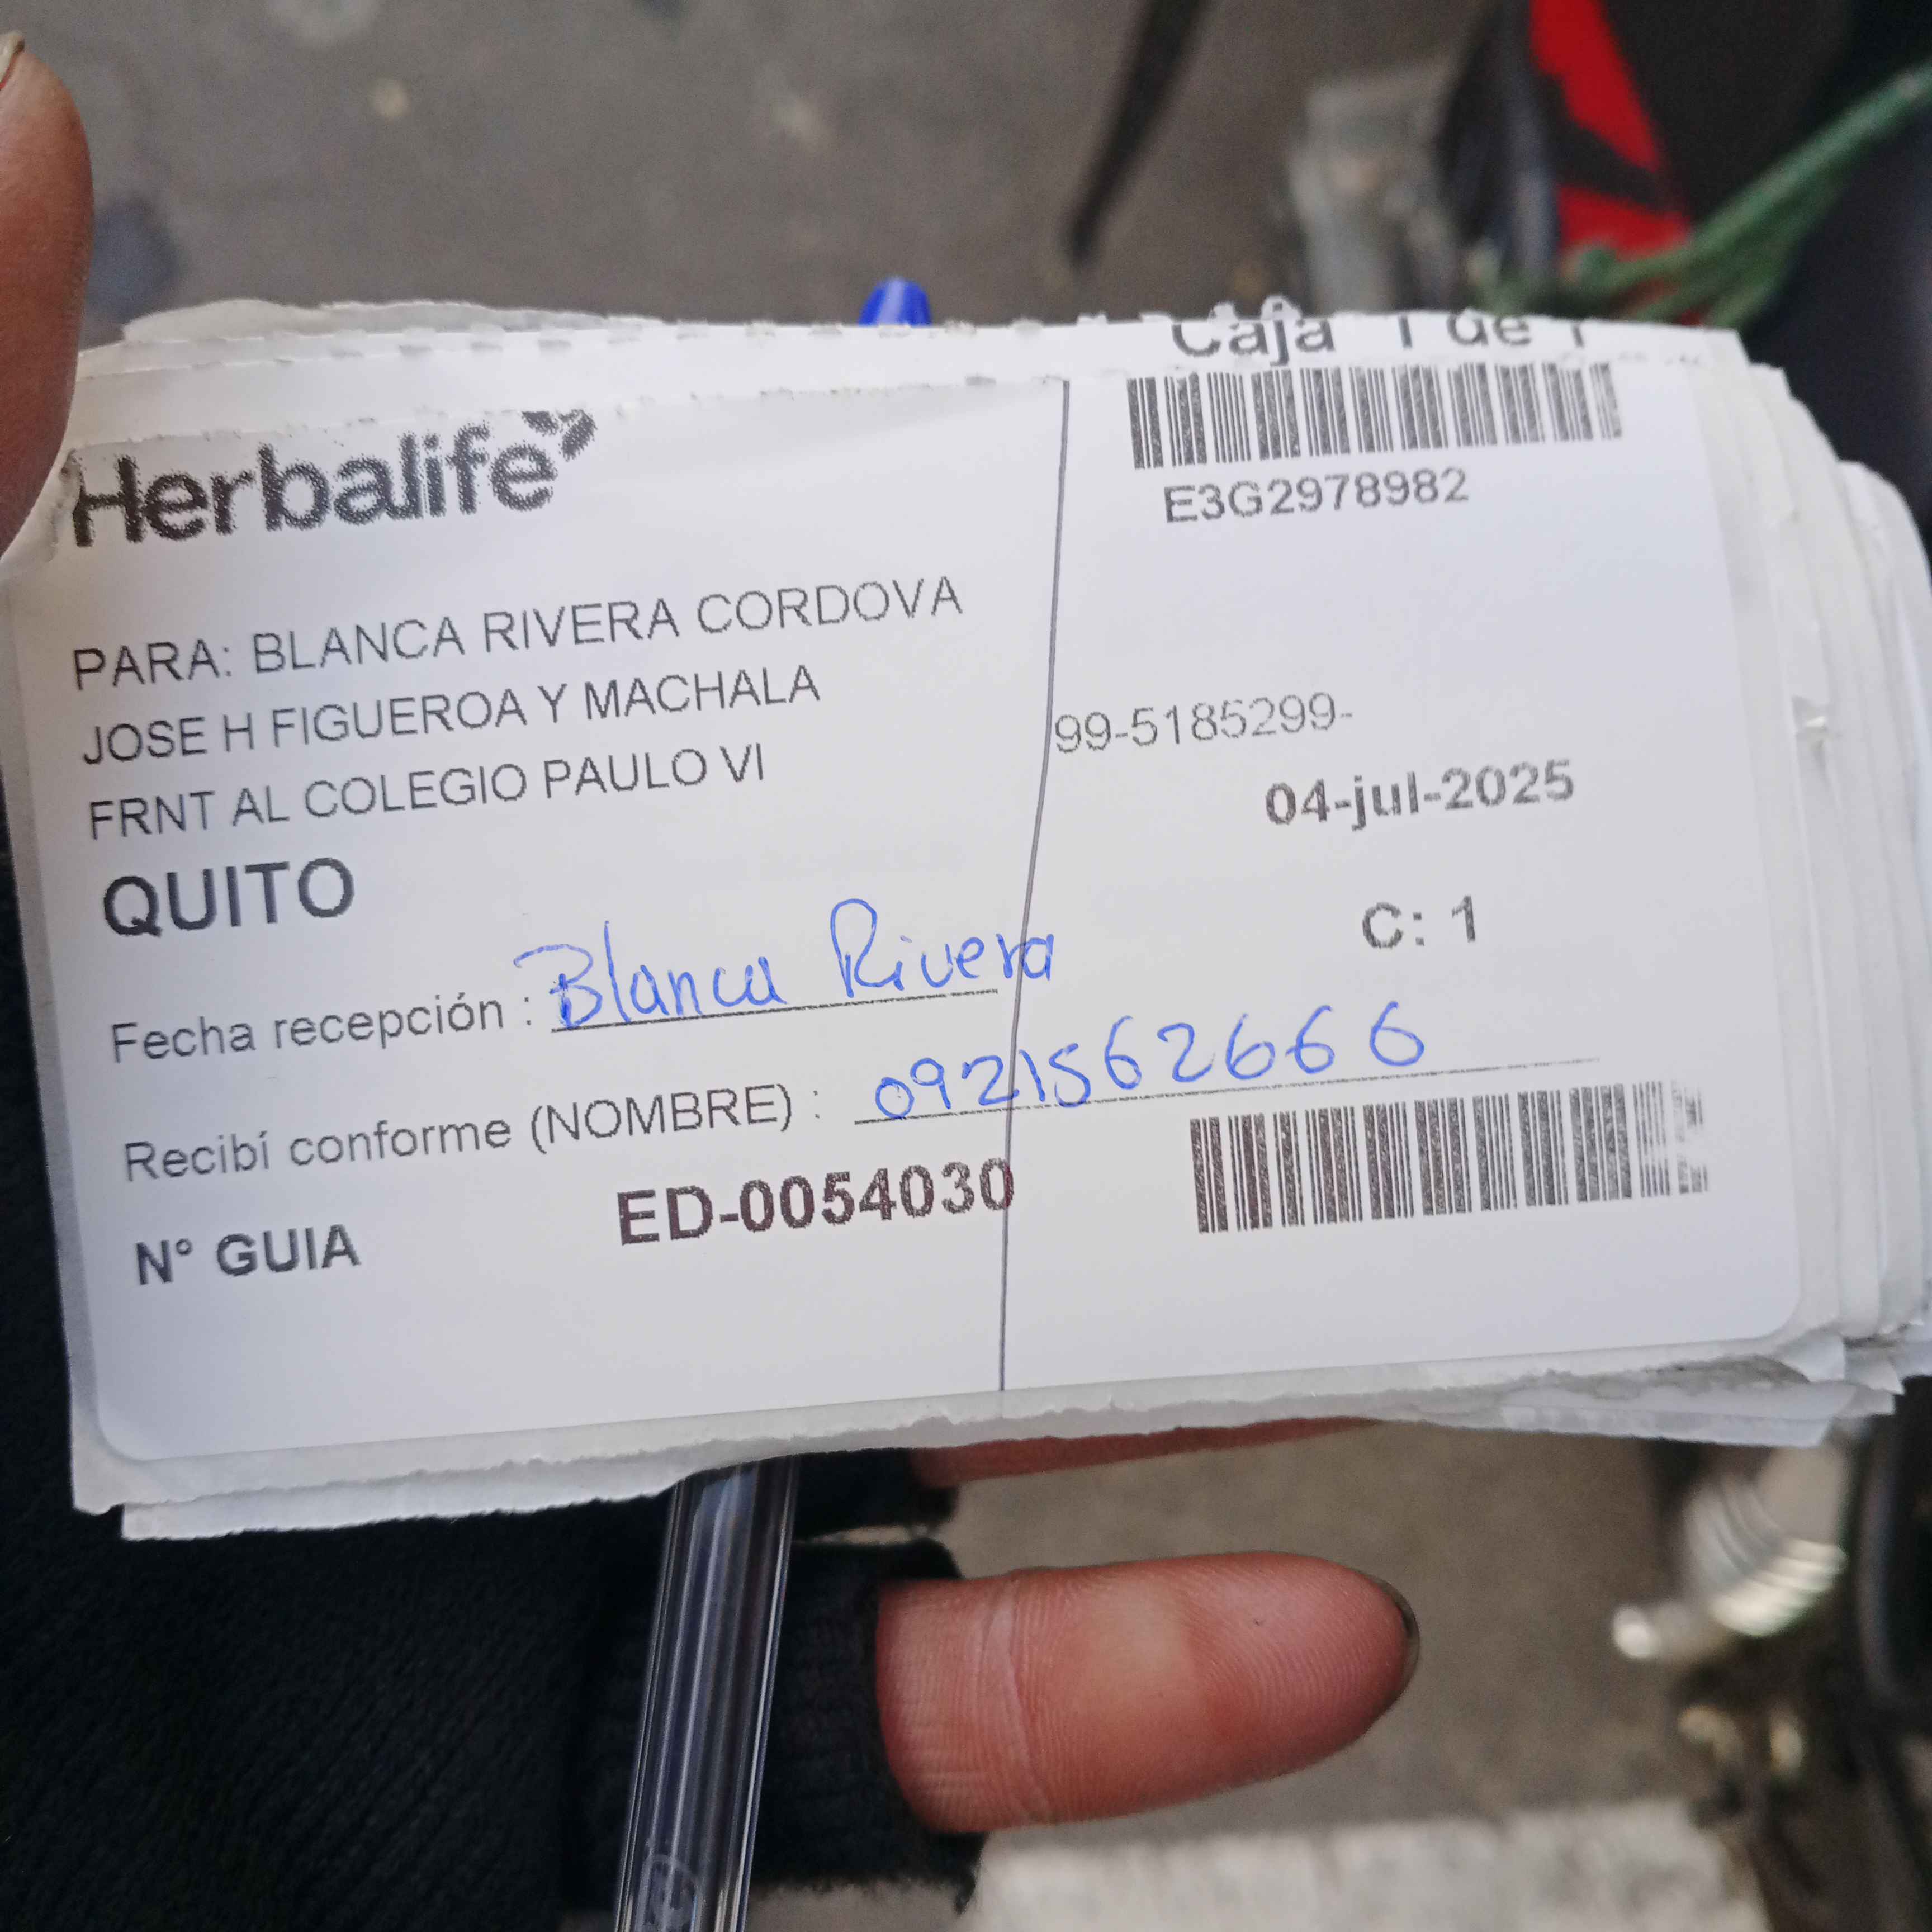 Caja 1 de 1
Herbalife
E3G2978982
PARA: BLANCA RIVERA CORDOVA
JOSE H FIGUEROA Y MACHALA
99-5185299-
FRNT AL COLEGIO PAULO VI
04-jul-2025
QUITO
C: 1
Fecha recepción : Blanca Rivera
Recibí conforme (NOMBRE) : 0921562666
N° GUIA ED-0054030